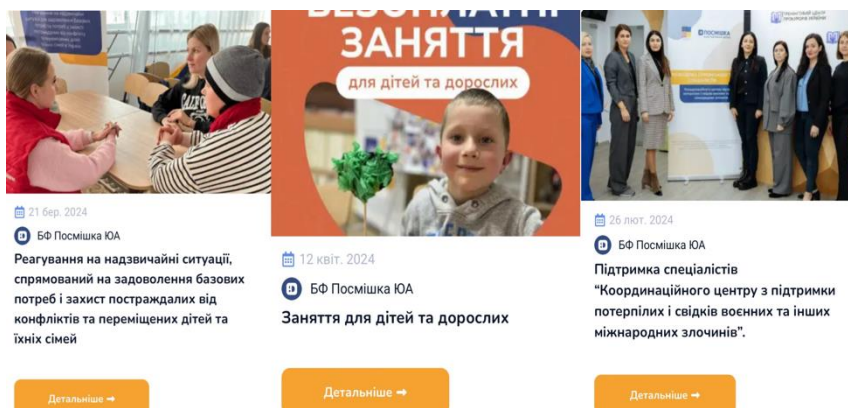 БЕЗОПЛАТНІ
ЗАНЯТТЯ
для дітей та дорослих
ПОСМІШКА
21 бер. 2024
БФ Посмішка ЮА
Реагування на надзвичайні ситуації,
спрямований на задоволення базових
потреб і захист постраждалих від
конфліктів та переміщених дітей та
їхніх сімей
Детальніше ➞
12 квіт. 2024
БФ Посмішка ЮА
Заняття для дітей та дорослих
Детальніше ➞
26 лют. 2024
БФ Посмішка ЮА
Підтримка спеціалістів
“Координаційного центру з підтримки
потерпілих і свідків воєнних та інших
міжнародних злочинів”.
Детальніше ➞